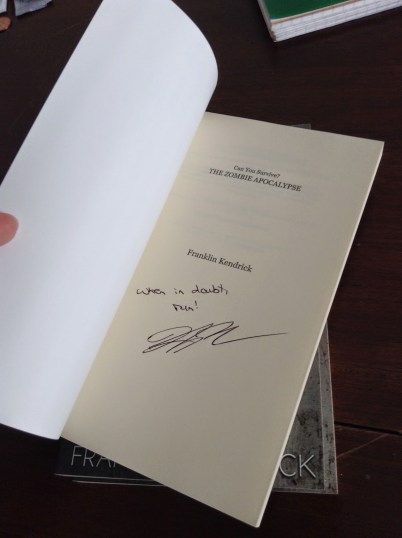 Can You Survive?
THE ZOMBIE APOCALYPSE
Franklin Kendrick
When in doubt,
run!
FRA CK